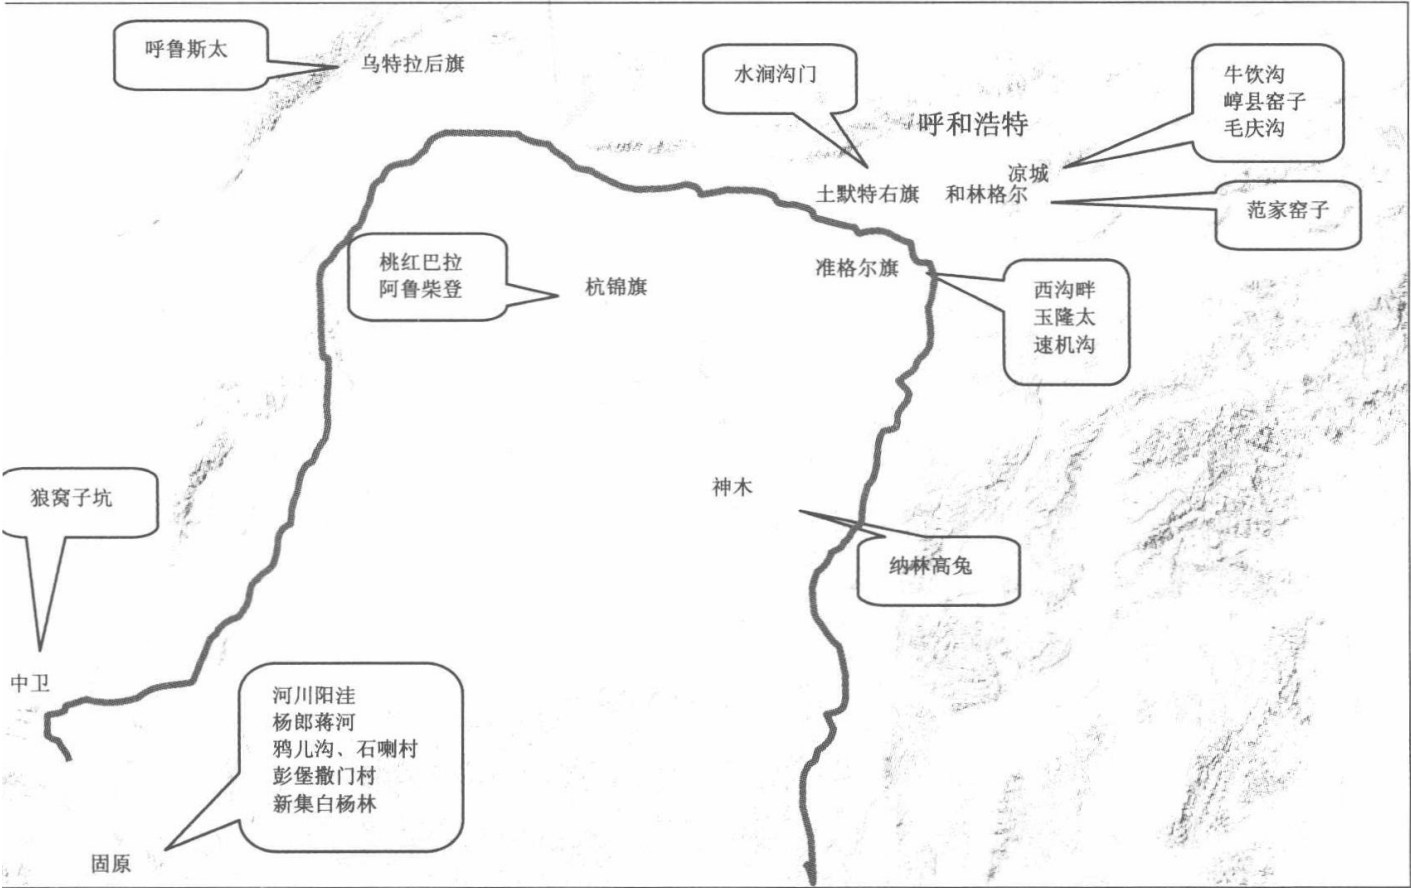 呼鲁斯太
乌特拉后旗
水涧沟门
牛饮沟
崞县窑子
毛庆沟
呼和浩特
凉城
土默特右旗
和林格尔
范家窑子
桃红巴拉
阿鲁柴登
杭锦旗
准格尔旗
西沟畔
玉隆太
速机沟
狼窝子坑
神木
纳林高兔
中卫
河川阳洼
杨郎蒋河
鸦儿沟、石喇村
彭堡撒门村
新集白杨林
固原